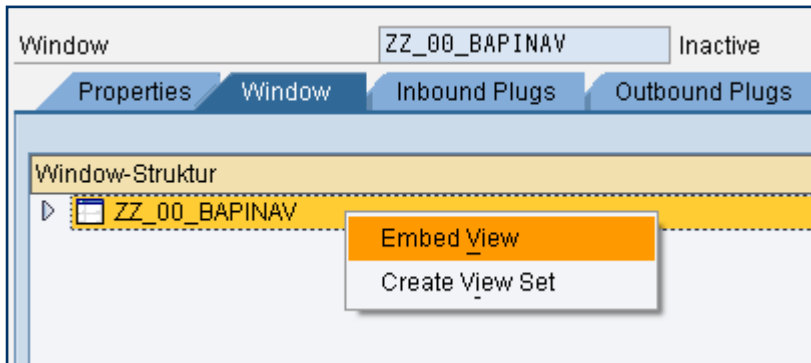 Window ZZ_00_BAPINAV Inactive
Properties Window Inbound Plugs Outbound Plugs
Window-Struktur
ZZ_00_BAPINAV
Embed View
Create View Set